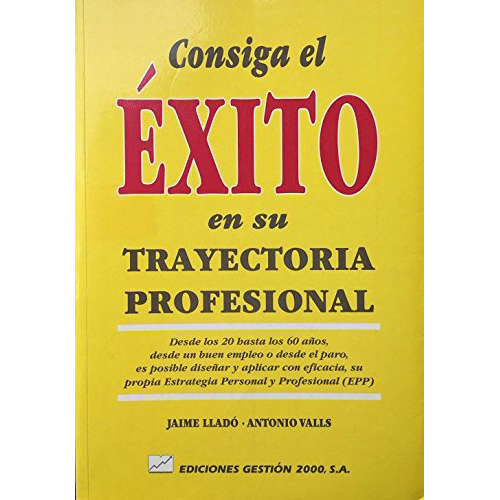 Consiga el
ÉXITO
en su
TRAYECTORIA
PROFESIONAL
Desde los 20 hasta los 60 años,
desde un buen empleo o desde el paro,
es posible diseñar y aplicar con eficacia, su
propia Estrategia Personal y Profesional (EPP)
JAIME LLADÓ · ANTONIO VALLS
EDICIONES GESTIÓN 2000, S.A.